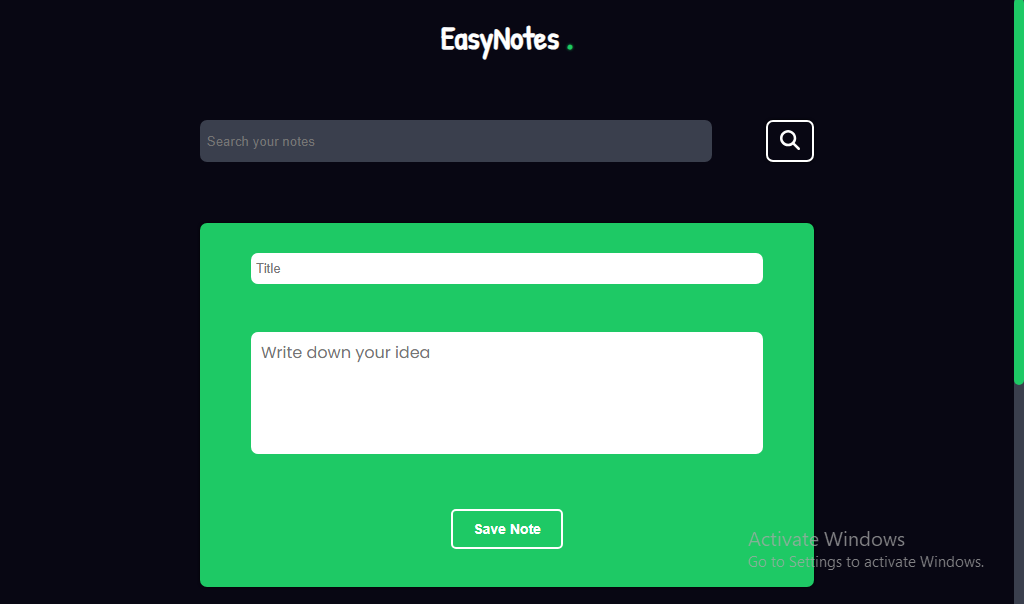 EasyNotes .
Search your notes
Title
Write down your idea
Save Note
Activate Windows
Go to Settings to activate Windows.